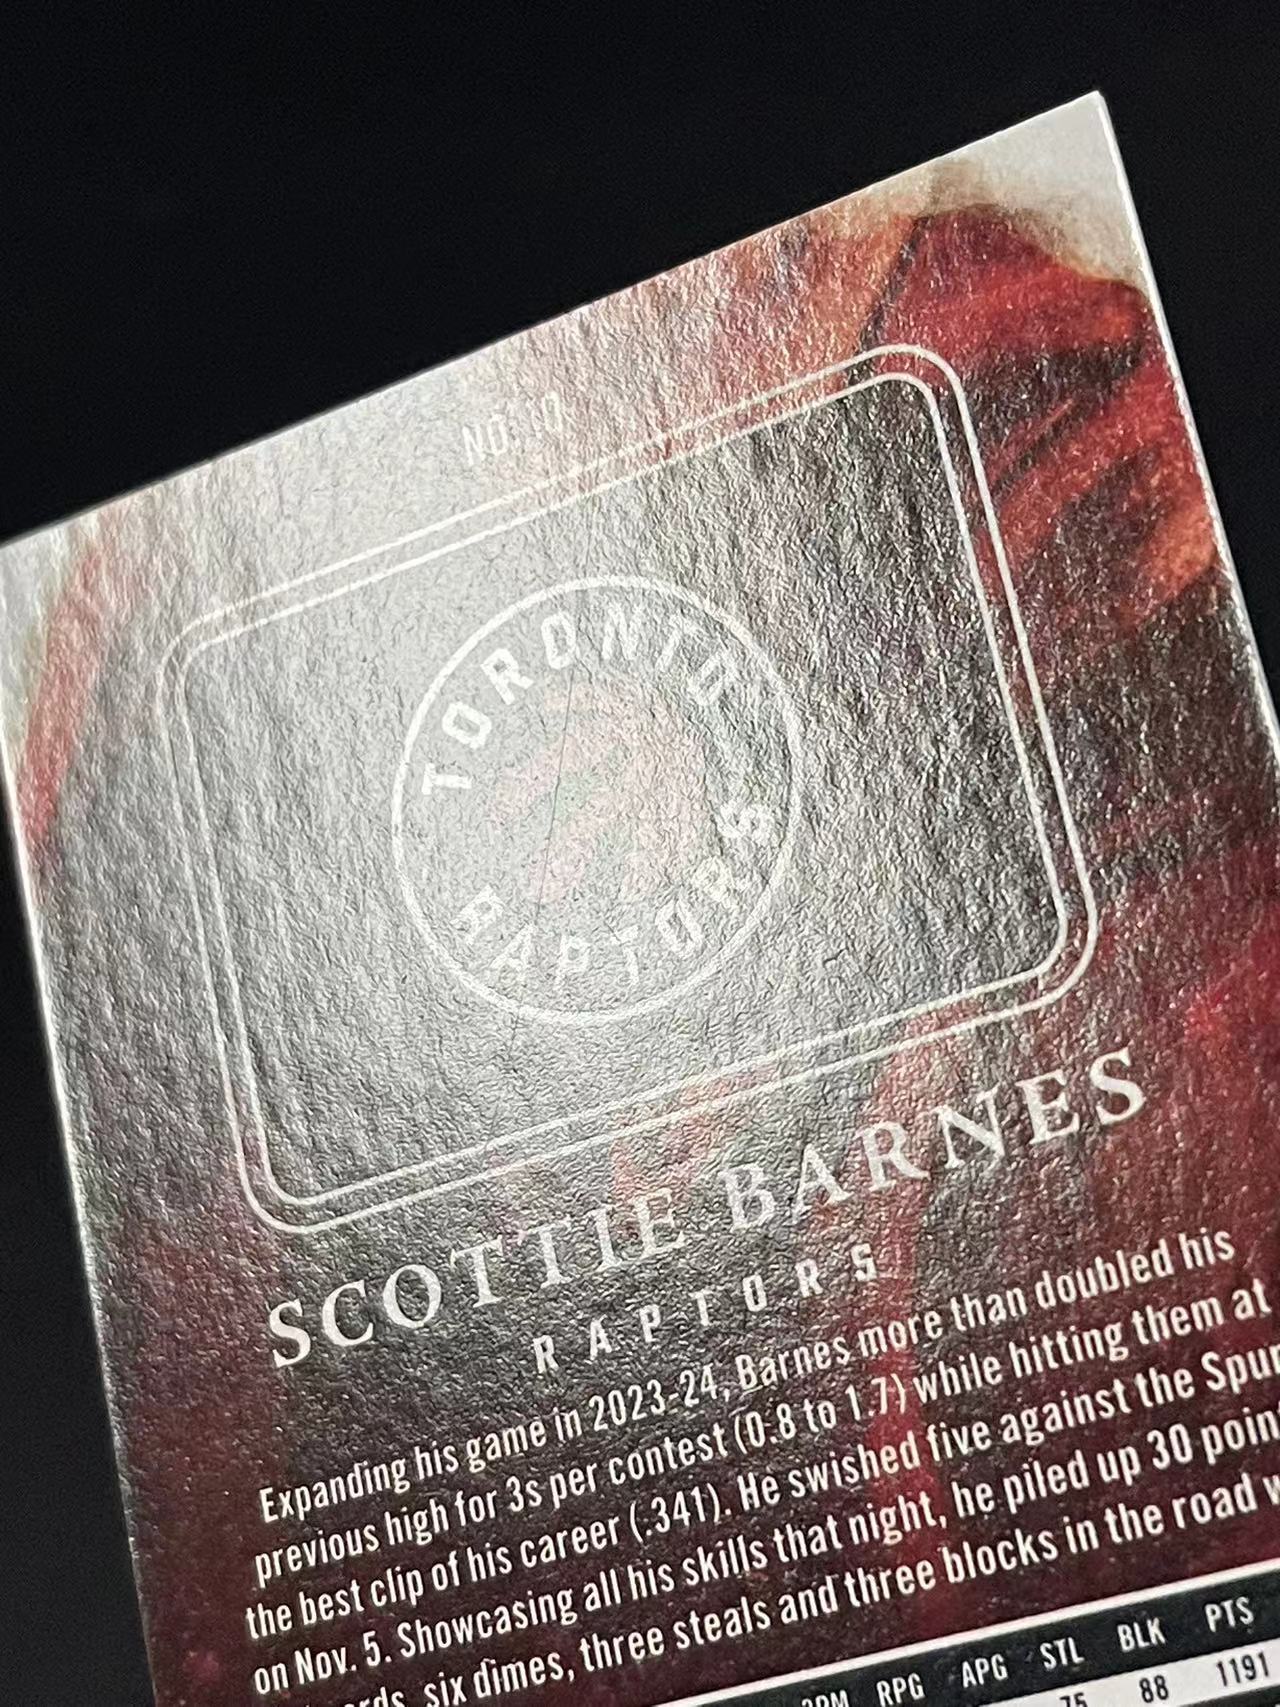 NO. 10
TORONTO
RAPTORS
SCOTTIE BARNES
RAPTORS
Expanding his game in 2023-24, Barnes more than doubled his
previous high for 3s per contest (0.8 to 1.7) while hitting them at
the best clip of his career (.341). He swished five against the
on Nov. 5. Showcasing all his skills that night, he piled up 30
six dimes, three steals and three blocks in the road
RPG APG STL BLK PTS
75 88 1191